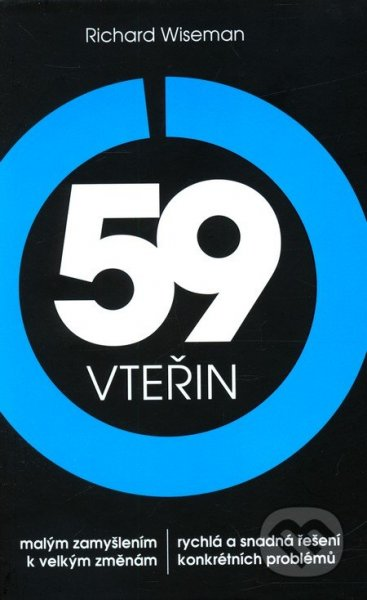 Richard Wiseman
59
VTEŘIN
malým zamyšlením
k velkým změnám
rychlá a snadná řešení
konkrétních problémů